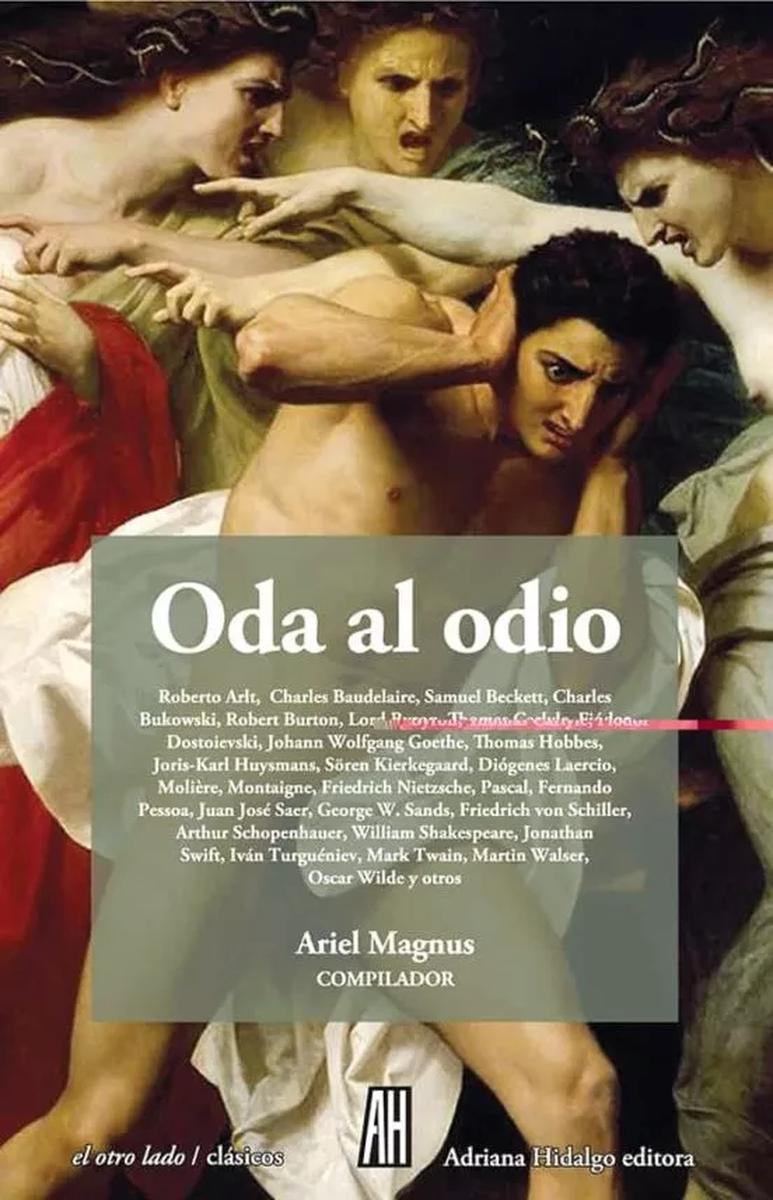 Oda al odio
Roberto Arlt, Charles Baudelaire, Samuel Beckett, Charles
Bukowski, Robert Burton, Lord
Dostoievski, Johann Wolfgang Goethe, Thomas Hobbes,
Joris-Karl Huysmans, Sören Kierkegaard, Diógenes Laercio,
Molière, Montaigne, Friedrich Nietzsche, Pascal, Fernando
Pessoa, Juan José Saer, George W. Sands, Friedrich von Schiller,
Arthur Schopenhauer, William Shakespeare, Jonathan
Swift, Iván Turguéniev, Mark Twain, Martin Walser,
Oscar Wilde y otros
Ariel Magnus
COMPILADOR
AH
el otro lado / clásicos
Adriana Hidalgo editora